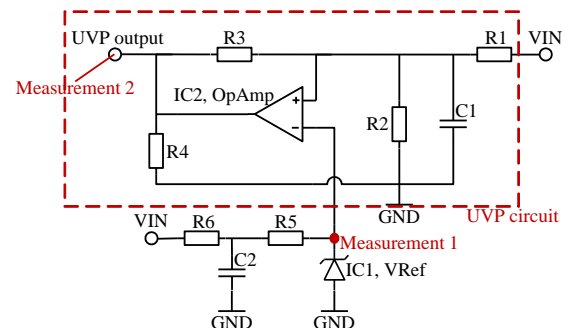 UVP output
R3
R1
VIN
Measurement 2
IC2, OpAmp
+
−
R2
C1
R4
GND
UVP circuit
VIN
R6
R5
Measurement 1
C2
IC1, VRef
GND
GND